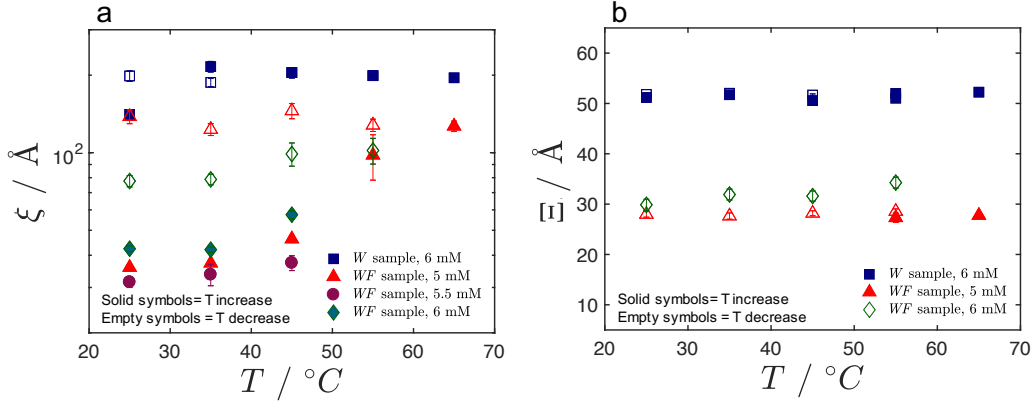 a
ξ / Å
10²
W sample, 6 mM
WF sample, 5 mM
WF sample, 5.5 mM
WF sample, 6 mM
Solid symbols= T increase
Empty symbols = T decrease
20 30 40 50 60 70
T / °C
b
Ξ / Å
60
50
40
30
20
10
W sample, 6 mM
WF sample, 5 mM
WF sample, 6 mM
Solid symbols= T increase
Empty symbols = T decrease
20 30 40 50 60 70
T / °C